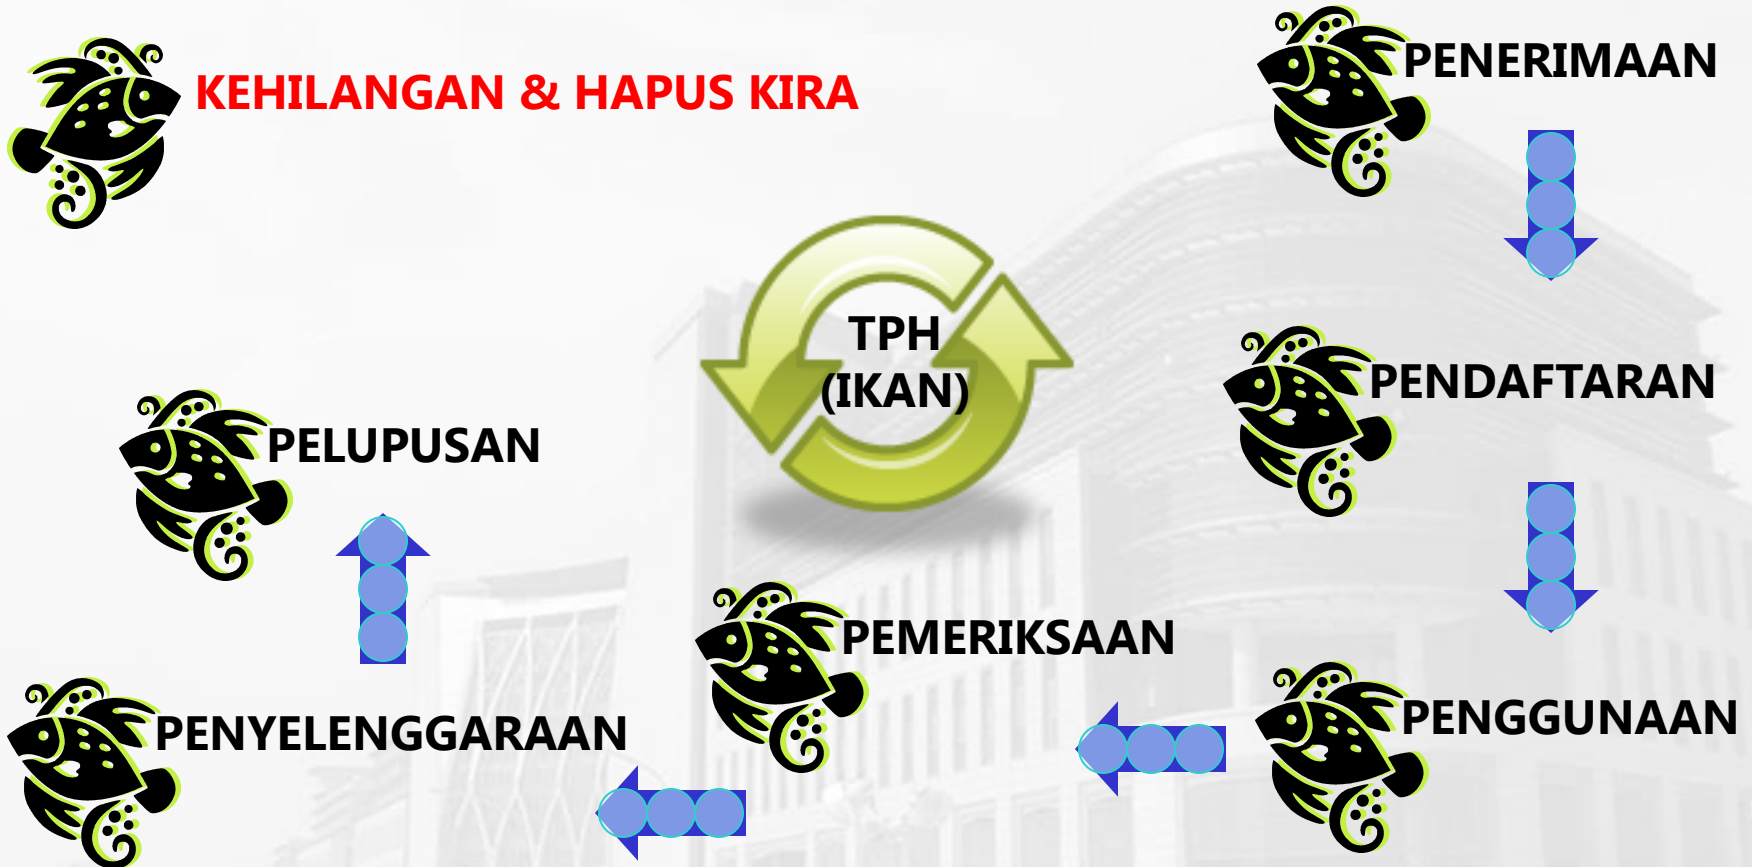 KEHILANGAN & HAPUS KIRA
PENERIMAAN
TPH
(IKAN)
PENDAFTARAN
PELUPUSAN
PEMERIKSAAN
PENGGUNAAN
PENYELENGGARAAN